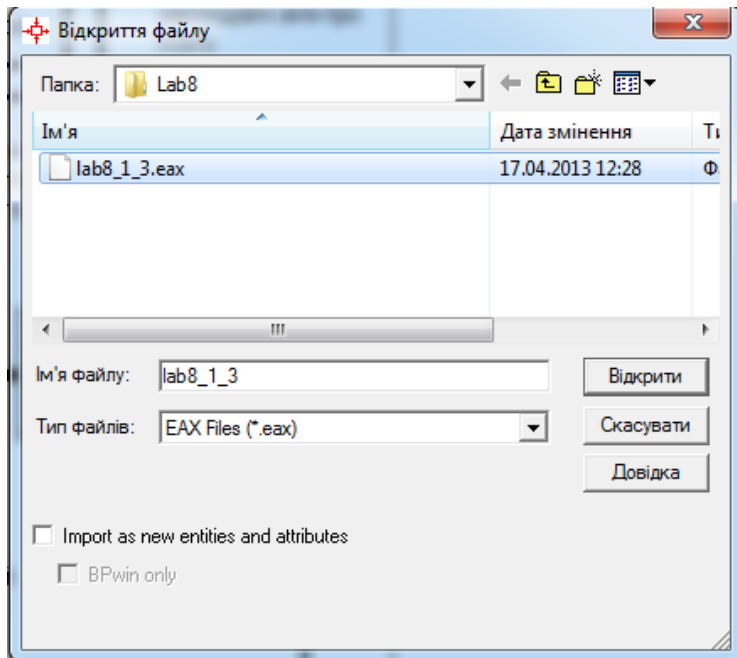 Відкриття файлу
Папка: Lab8
Ім'я Дата змінення
lab8_1_3.eax 17.04.2013 12:28
Ім'я файлу: lab8_1_3 Відкрити
Тип файлів: EAX Files (*.eax) Скасувати
Довідка
Import as new entities and attributes
BPwin only